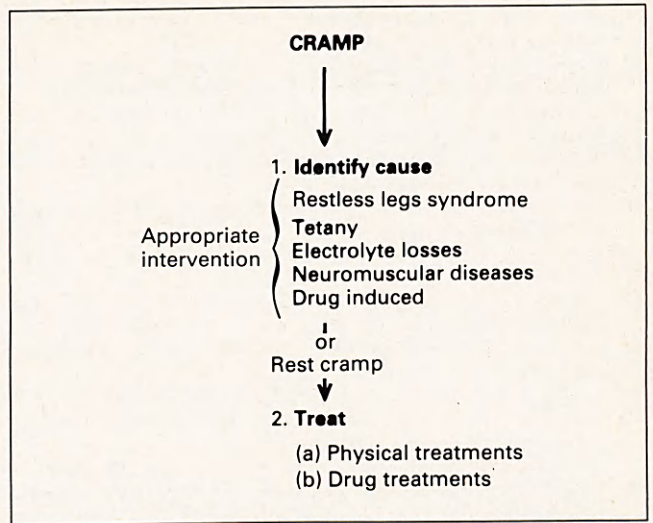 CRAMP
1. Identify cause
Restless legs syndrome
Tetany
Electrolyte losses
Neuromuscular diseases
Drug induced
Appropriate
intervention
or
Rest cramp
2. Treat
(a) Physical treatments
(b) Drug treatments